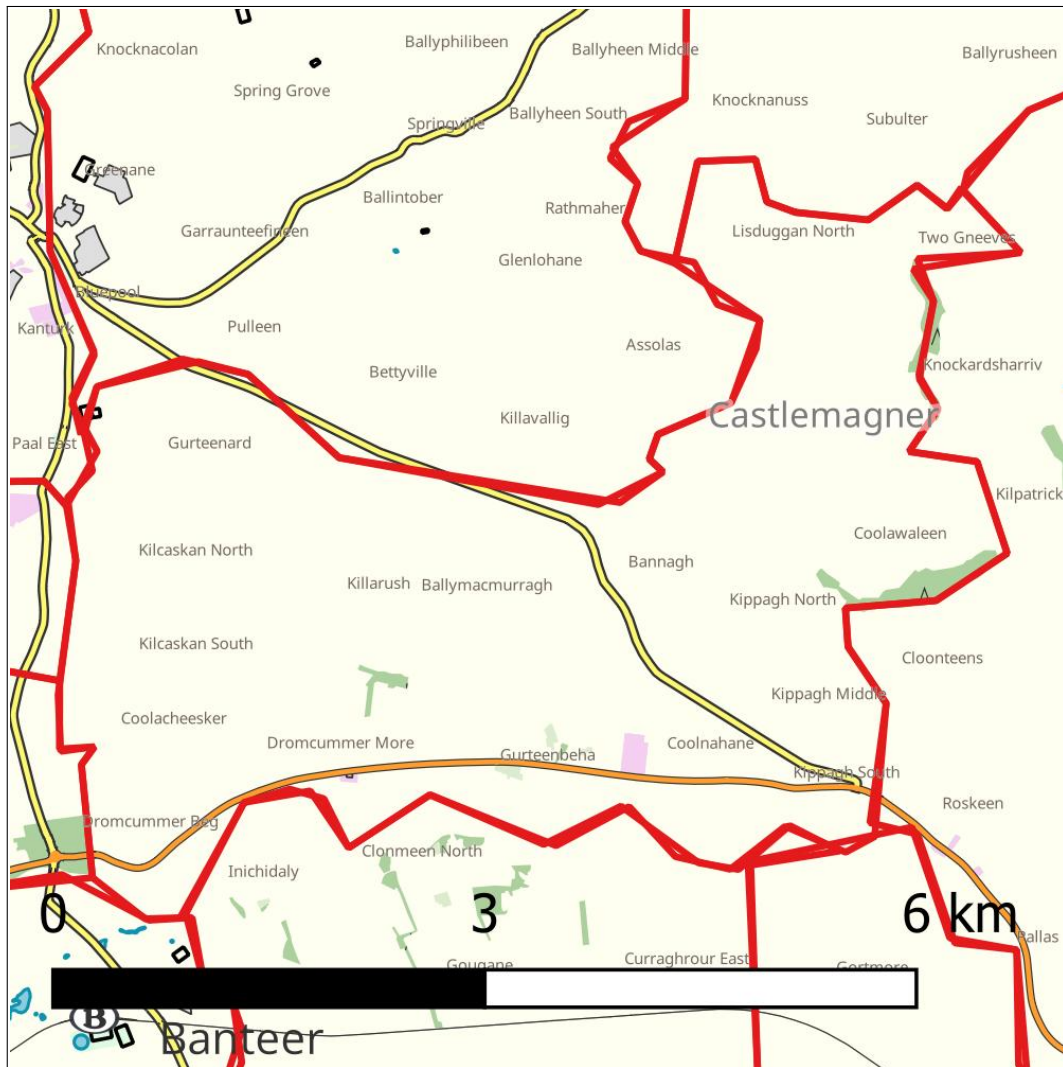 Knocknacolan
Ballyphilibeen
Ballyheen Middle
Ballyrusheen
Spring Grove
Knocknanuss
Ballyheen South
Subulter
Springville
Greenane
Ballintober
Rathmaher
Garraunteefineen
Lisduggan North
Two Gneeves
Glenlohane
Bluepool
Kanturk
Pulleen
Assolas
Knockardsharriv
Bettyville
Castlemagner
Killavallig
Paal East
Gurteenard
Kilpatrick
Coolawaleen
Kilcaskan North
Bannagh
Killarush
Ballymacmurragh
Kippagh North
Kilcaskan South
Cloonteens
Kippagh Middle
Coolacheesker
Dromcummer More
Coolnahane
Gurteenbeha
Kippagh South
Roskeen
Dromcummer Beg
Clonmeen North
Inichidaly
0 3 6 km
Ballas
Curraghrour East
Gougane
Gortmore
B
Banteer